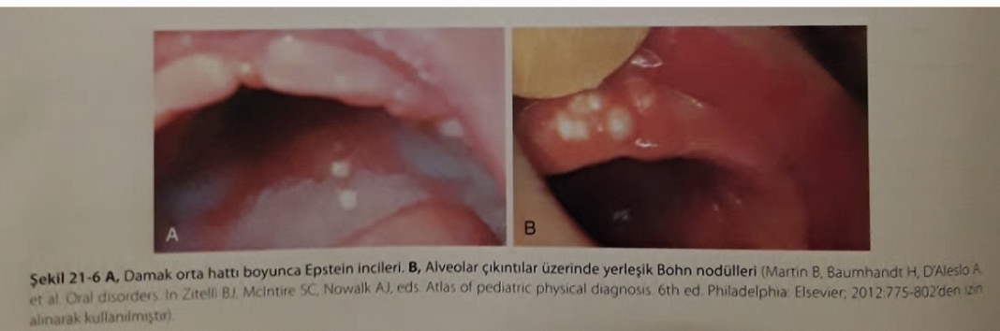 A
B
Şekil 21-6 A, Damak orta hattı boyunca Epstein incileri. B, Alveolar çıkıntılar üzerinde yerleşik Bohn nodülleri (Martin B, Baumhardt H, D'Alesio A
et al. Oral disorders. In Zitelli BJ, McIntire SC, Nowalk AJ, eds. Atlas of pediatric physical diagnosis. 6th ed. Philadelphia: Elsevier; 2012:775-802'den izin
alınarak kullanılmıştır).